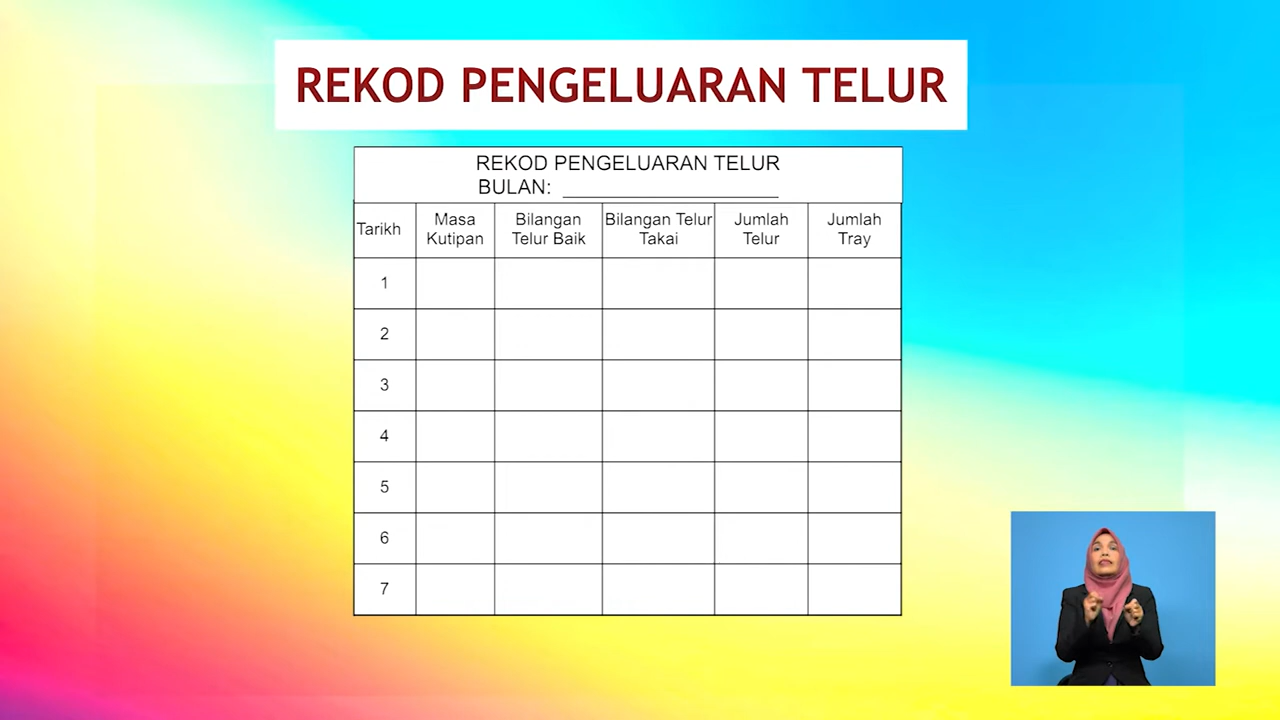 REKOD PENGELUARAN TELUR
REKOD PENGELUARAN TELUR
BULAN: ____________________
Tarikh Masa Kutipan Bilangan Telur Baik Bilangan Telur Takai Jumlah Telur Jumlah Tray
1
2
3
4
5
6
7